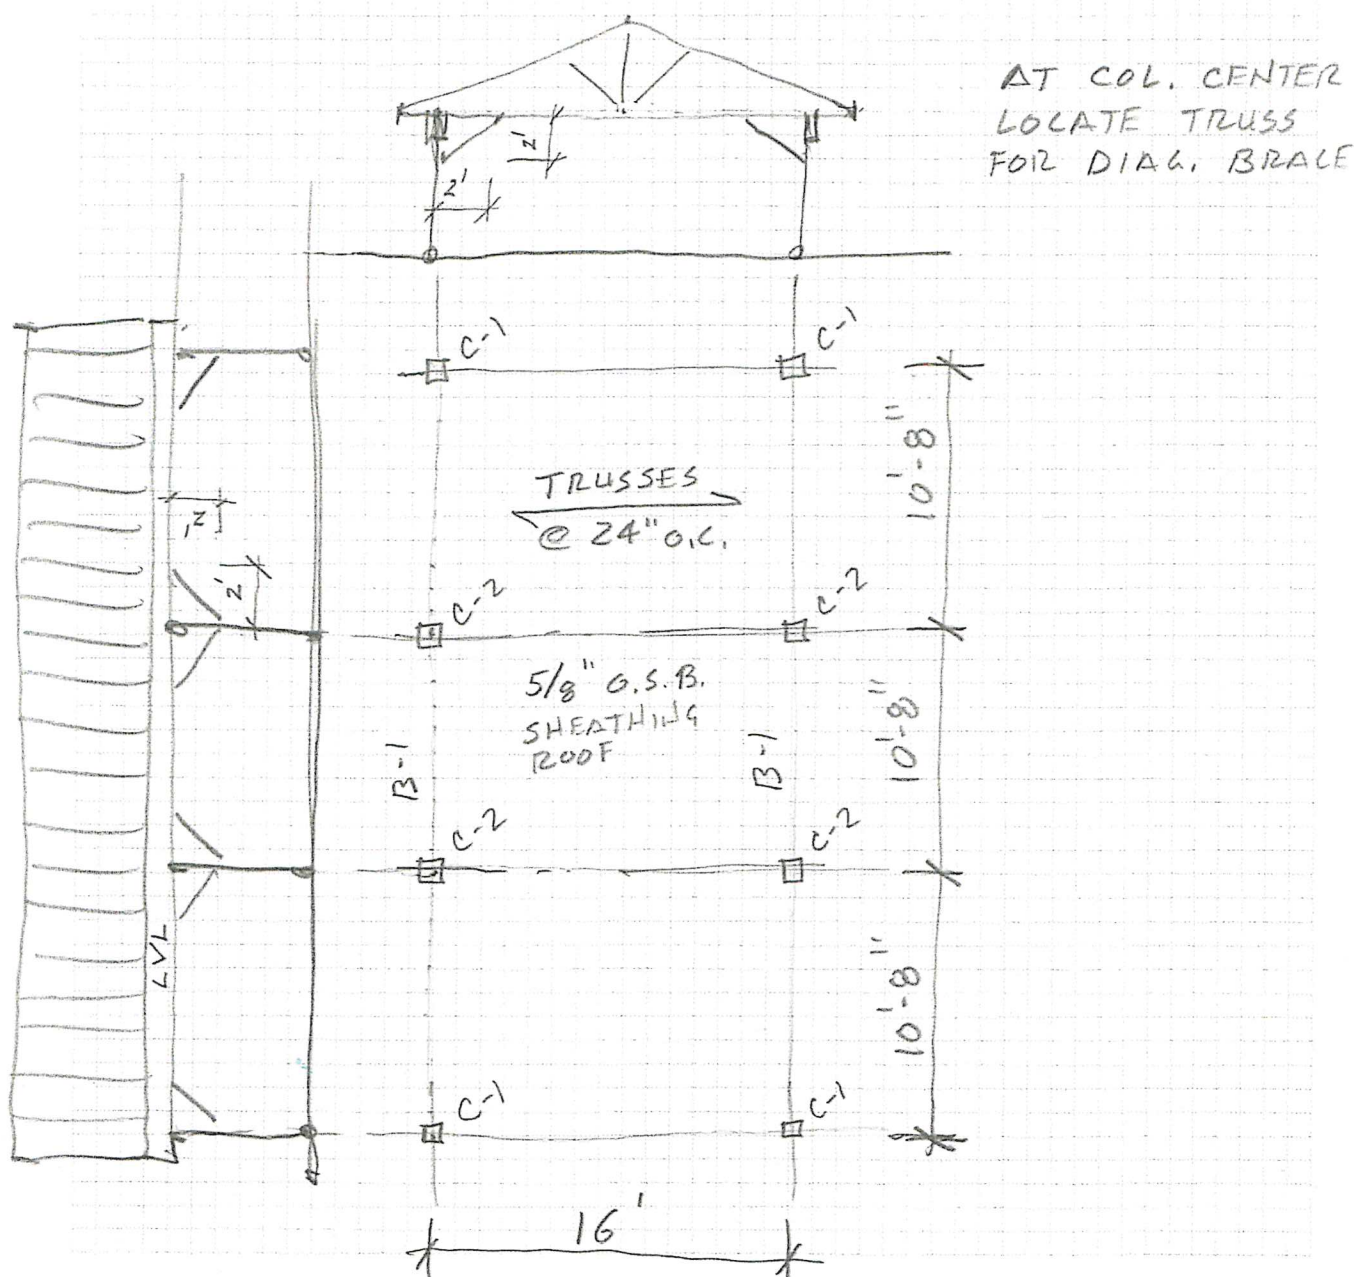 AT COL. CENTER
LOCATE TRUSS
FOR DIAG. BRACE
2'
2'
C-1
C-1
10'-8"
TRUSSES
@ 24" O.C.
2'
2'
C-2
C-2
5/8" O.S.B.
SHEATHING
ROOF
10'-8"
B-1
B-1
C-2
C-2
LVL
10'-8"
C-1
C-1
16'